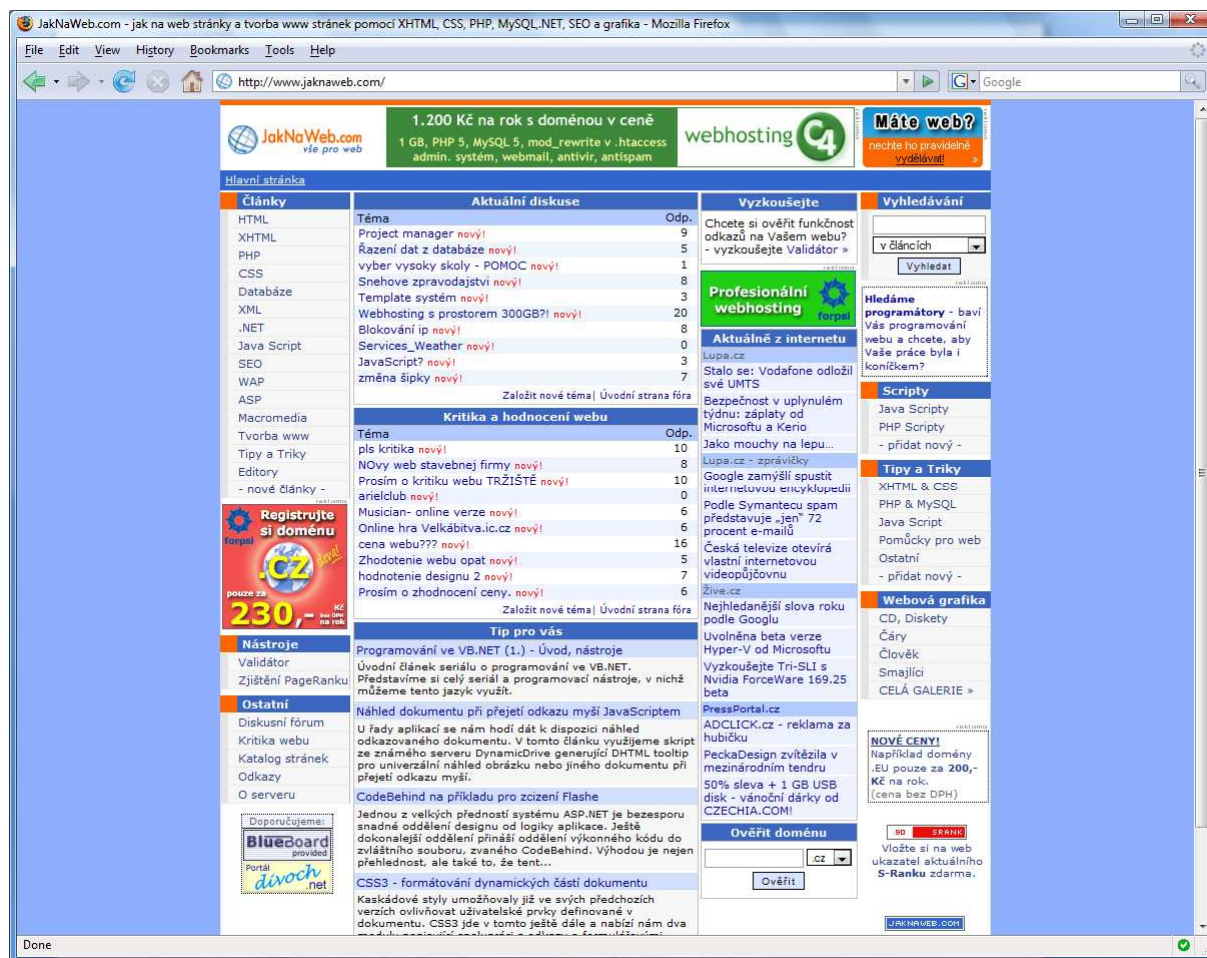 JakNaWeb.com - jak na web stránky a tvorba www stránek pomocí XHTML, CSS, PHP, MySQL,.NET, SEO a grafika - Mozilla Firefox
File Edit View History Bookmarks Tools Help
http://www.jaknaweb.com/
Google
JakNaWeb.com
vše pro web
1.200 Kč na rok s doménou v ceně
1 GB, PHP 5, MySQL 5, mod_rewrite v .htaccess
admin. systém, webmail, antivir, antispam
webhosting C4
reklama
Máte web?
nechte ho pravidelně
vydělávat! »
reklama
Hlavní stránka
Články
HTML
XHTML
PHP
CSS
Databáze
XML
.NET
Java Script
SEO
WAP
ASP
Macromedia
Tvorba www
Tipy a Triky
Editory
- nové články -
reklama
Registrujte
si doménu
forpsi
sleva!
.CZ
pouze za
230,- Kč
bez DPH
na rok
Nástroje
Validátor
Zjištění PageRanku
Ostatní
Diskusní fórum
Kritika webu
Katalog stránek
Odkazy
O serveru
Doporučujeme:
BlueBoard
provided
Portál
divoch
.net
Aktuální diskuse
Téma Odp.
Project manager nový! 9
Řazení dat z databáze nový! 5
vyber vysoky skoly - POMOC nový! 1
Snehove zpravodajstvi nový! 8
Template systém nový! 3
Webhosting s prostorem 300GB?! nový! 20
Blokování ip nový! 8
Services_Weather nový! 0
JavaScript? nový! 3
změna šipky nový! 7
Založit nové téma| Úvodní strana fóra
Kritika a hodnocení webu
Téma Odp.
pls kritika nový! 10
NOvy web stavebnej firmy nový! 8
Prosím o kritiku webu TRŽIŠTĚ nový! 10
arielclub nový! 0
Musician- online verze nový! 6
Online hra Velkábitva.ic.cz nový! 6
cena webu??? nový! 16
Zhodotenie webu opat nový! 5
hodnotenie designu 2 nový! 7
Prosím o zhodnocení ceny. nový! 6
Založit nové téma| Úvodní strana fóra
Tip pro vás
Programování ve VB.NET (1.) - Úvod, nástroje
Úvodní článek seriálu o programování ve VB.NET.
Představíme si celý seriál a programovací nástroje, v nichž
můžeme tento jazyk využít.
Náhled dokumentu při přejetí odkazu myší JavaScriptem
U řady aplikací se nám hodí dát k dispozici náhled
odkazovaného dokumentu. V tomto článku využijeme skript
ze známého serveru DynamicDrive generující DHTML tooltip
pro univerzální náhled obrázku nebo jiného dokumentu při
přejetí odkazu myší.
CodeBehind na příkladu pro zcizení Flashe
Jednou z velkých předností systému ASP.NET je bezesporu
snadné oddělení designu od logiky aplikace. Ještě
dokonalejší oddělení přináší oddělení výkonného kódu do
zvláštního souboru, zvaného CodeBehind. Výhodou je nejen
přehlednost, ale také to, že tent...
CSS3 - formátování dynamických částí dokumentu
Kaskádové styly umožňovaly již ve svých předchozích
verzích ovlivňovat uživatelské prvky definované v
dokumentu. CSS3 jde v tomto ještě dále a nabízí nám dva
Vyzkoušejte
Chcete si ověřit funkčnost
odkazů na Vašem webu?
- vyzkoušejte Validátor »
reklama
Profesionální
webhosting
forpsi
Aktuálně z internetu
Lupa.cz
Stalo se: Vodafone odložil
své UMTS
Bezpečnost v uplynulém
týdnu: záplaty od
Microsoftu a Kerio
Jako mouchy na lepu...
Lupa.cz - zprávičky
Google zamýšlí spustit
internetovou encyklopedii
Podle Symantecu spam
představuje „jen" 72
procent e-mailů
Česká televize otevírá
vlastní internetovou
videopůjčovnu
Živě.cz
Nejhledanější slova roku
podle Googlu
Uvolněna beta verze
Hyper-V od Microsoftu
Vyzkoušejte Tri-SLI s
Nvidia ForceWare 169.25
beta
PressPortal.cz
ADCLICK.cz - reklama za
hubičku
PeckaDesign zvítězila v
mezinárodním tendru
50% sleva + 1 GB USB
disk - vánoční dárky od
CZECHIA.COM!
Ověřit doménu
.cz
Ověřit
Vyhledávání
v článcích
Vyhledat
reklama
Hledáme
programátory - baví
Vás programování
webu a chcete, aby
Vaše práce byla i
koníčkem?
Scripty
Java Scripty
PHP Scripty
- přidat nový -
Tipy a Triky
XHTML & CSS
PHP & MySQL
Java Script
Pomůcky pro web
Ostatní
- přidat nový -
Webová grafika
CD, Diskety
Čáry
Člověk
Smajlíci
CELÁ GALERIE »
reklama
NOVÉ CENY!
Například domény
.EU pouze za 200,-
Kč na rok.
(cena bez DPH)
90 SRANK
Vložte si na web
ukazatel aktuálního
S-Ranku zdarma.
JAKNAWEB.COM
Done